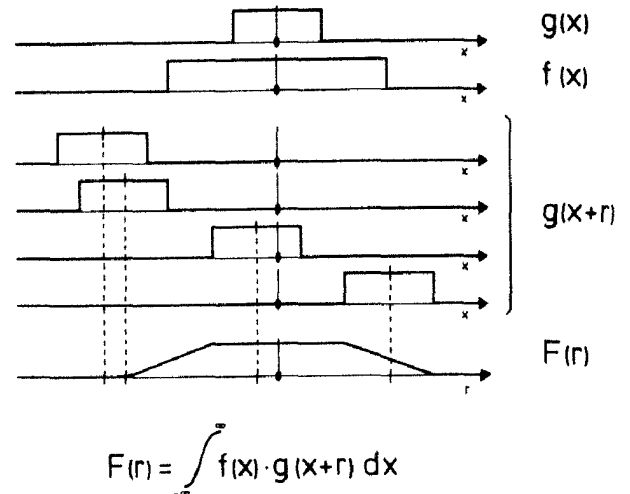 g(x)
x
f(x)
x
x
x
g(x+r)
x
x
F(r)
r
F(r) = ∫_{-∞}^{∞} f(x)·g(x+r) dx